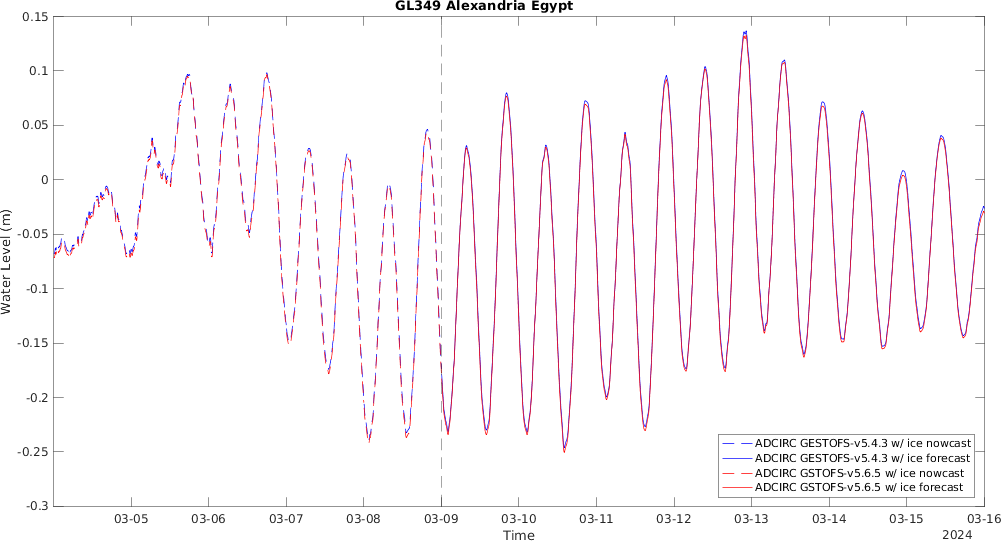 GL349 Alexandria Egypt
0.15
0.1
0.05
0
-0.05
-0.1
-0.15
-0.2
-0.25
-0.3
Water Level (m)
ADCIRC GESTOFS-v5.4.3 w/ ice nowcast
ADCIRC GESTOFS-v5.4.3 w/ ice forecast
ADCIRC GSTOFS-v5.6.5 w/ ice nowcast
ADCIRC GSTOFS-v5.6.5 w/ ice forecast
03-05 03-06 03-07 03-08 03-09 03-10 03-11 03-12 03-13 03-14 03-15 03-16
Time
2024